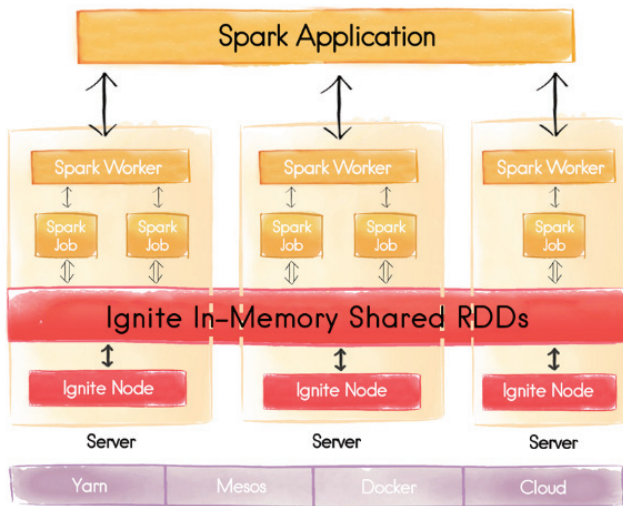 Spark Application
Spark Worker
Spark Worker
Spark Worker
Spark
Job
Spark
Job
Spark
Job
Spark
Job
Spark
Job
Ignite In-Memory Shared RDDs
Ignite Node
Ignite Node
Ignite Node
Server
Server
Server
Yarn
Mesos
Docker
Cloud